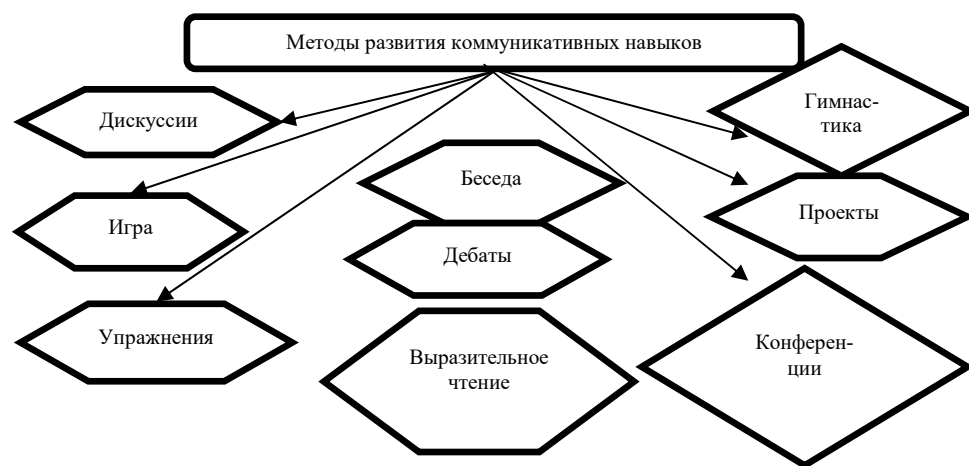 Методы развития коммуникативных навыков
Дискуссии
Гимнас-
тика
Беседа
Игра
Проекты
Дебаты
Упражнения
Выразительное
чтение
Конферен-
ции